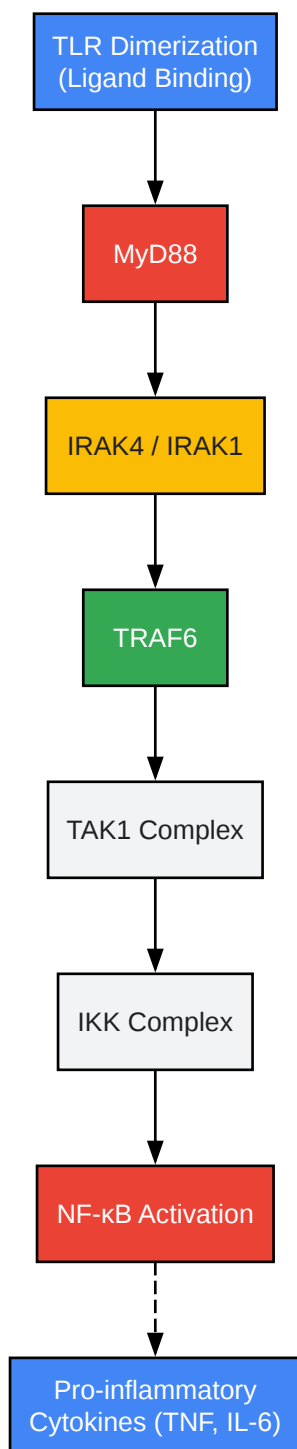 TLR Dimerization
(Ligand Binding)
MyD88
IRAK4 / IRAK1
TRAF6
TAK1 Complex
IKK Complex
NF-κB Activation
Pro-inflammatory
Cytokines (TNF, IL-6)